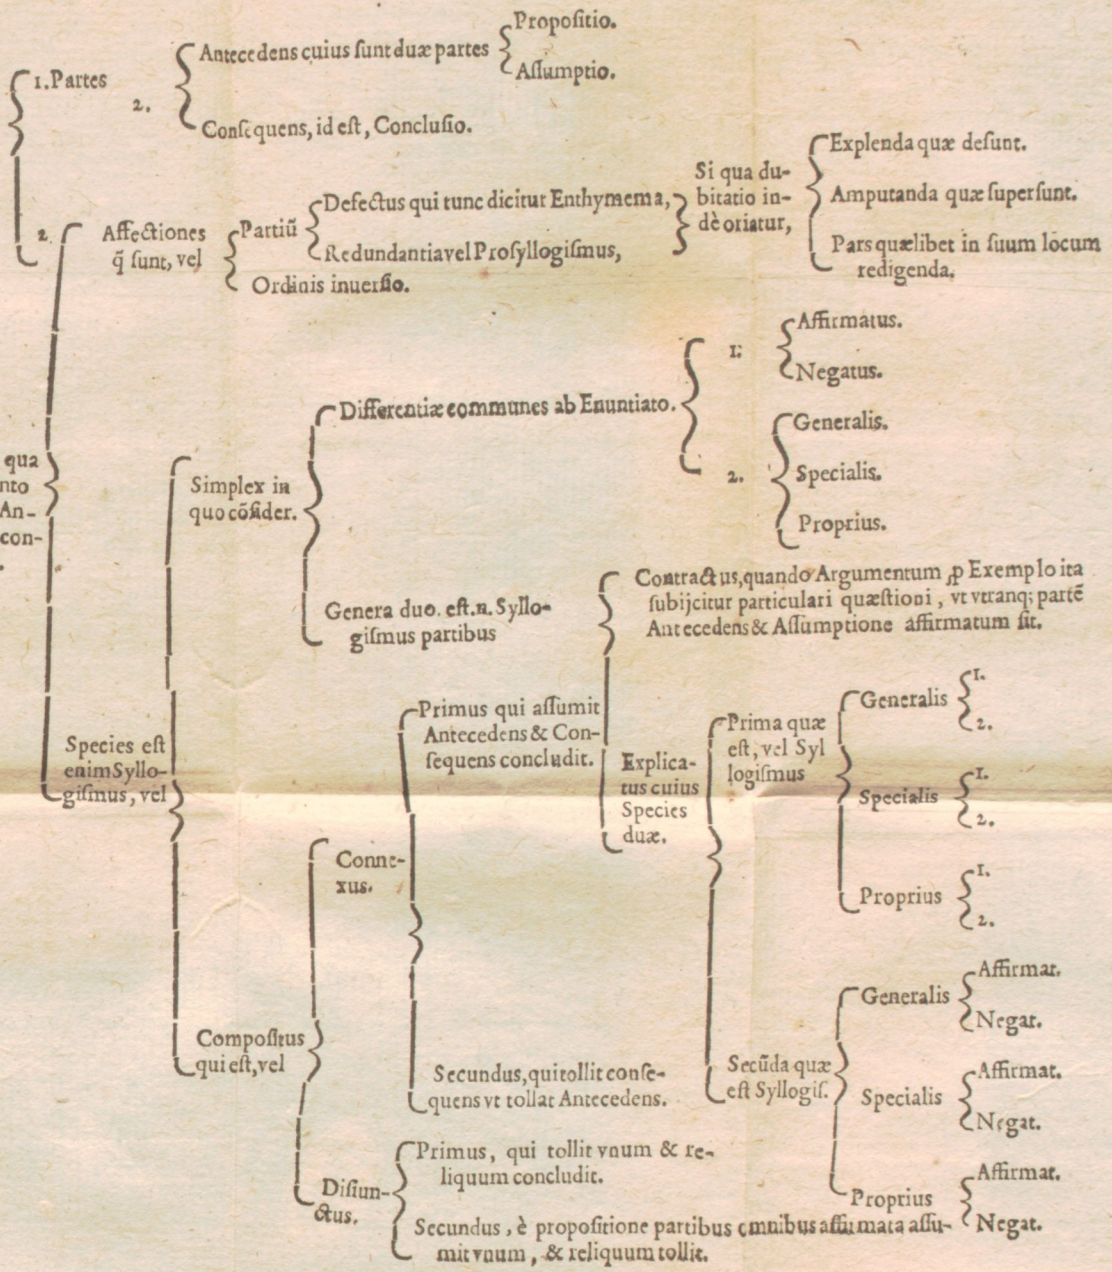 Propoſitio.
Antecedens cuius ſunt duæ partes
1. Partes
Aſſumptio.
2.
Conſequens, id eſt, Concluſio.
Explenda quæ deſunt.
Si qua du-
bitatio in-
dè oriatur,
Amputanda quæ ſuperſunt.
Pars quælibet in ſuum locum
redigenda.
Defectus qui tunc dicitur Enthymema,
2
Affectiones
q̃ ſunt, vel
Partiũ
Redundantia vel Proſyllogiſmus,
Ordinis inuerſio.
Affirmatus.
1.
Negatus.
Differentiæ communes ab Enuntiato.
Generalis.
2.
Specialis.
Proprius.
qua
nto
An-
con-
.
Simplex in
quo cõſider.
Genera duo. eſt.n. Syllo-
giſmus partibus
Contractus, quando Argumentum ꝓ Exemplo ita
ſubijcitur particulari quæſtioni, vt vtranq; partẽ
Antecedens & Aſſumptione affirmatum ſit.
Primus qui aſſumit
Antecedens & Con-
ſequens concludit.
Explica-
tus cuius
Species
duæ.
Prima quæ
eſt, vel Syl
logiſmus
Generalis
1.
2.
Specialis
1.
2.
Proprius
1.
2.
Species eſt
enim Syllo-
giſmus, vel
Conne-
xus.
Compoſitus
qui eſt, vel
Secundus, qui tollit conſe-
quens vt tollat Antecedens.
Secũda quæ
eſt Syllogiſ.
Generalis
Affirmat.
Negat.
Specialis
Affirmat.
Negat.
Proprius
Affirmat.
Negat.
Diſiun-
ctus.
Primus, qui tollit vnum & re-
liquum concludit.
Secundus, è propoſitione partibus omnibus affirmata aſſu-
mit vnum, & reliquum tollit.